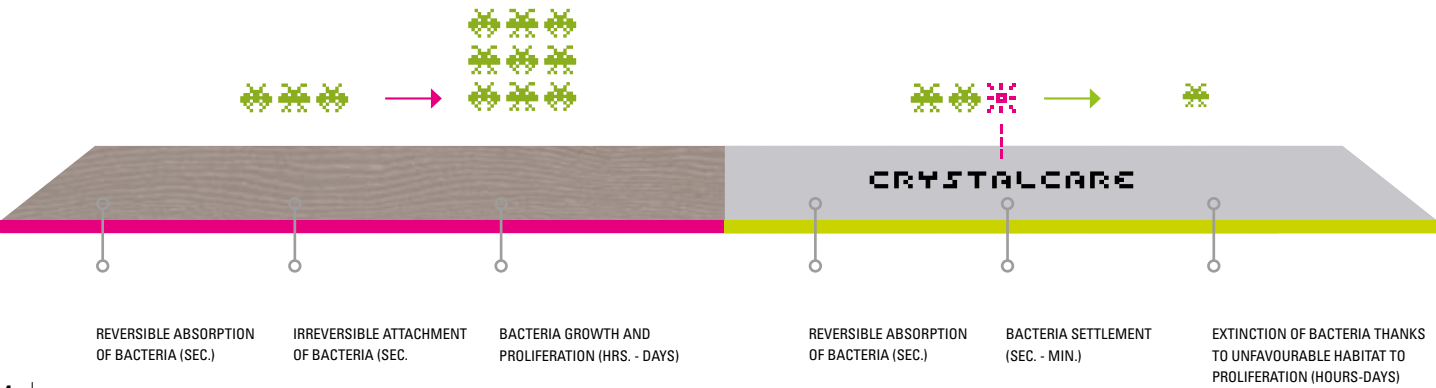 CRYSTALCARE
REVERSIBLE ABSORPTION
OF BACTERIA (SEC.)
IRREVERSIBLE ATTACHMENT
OF BACTERIA (SEC.
BACTERIA GROWTH AND
PROLIFERATION (HRS. - DAYS)
REVERSIBLE ABSORPTION
OF BACTERIA (SEC.)
BACTERIA SETTLEMENT
(SEC. - MIN.)
EXTINCTION OF BACTERIA THANKS
TO UNFAVOURABLE HABITAT TO
PROLIFERATION (HOURS-DAYS)